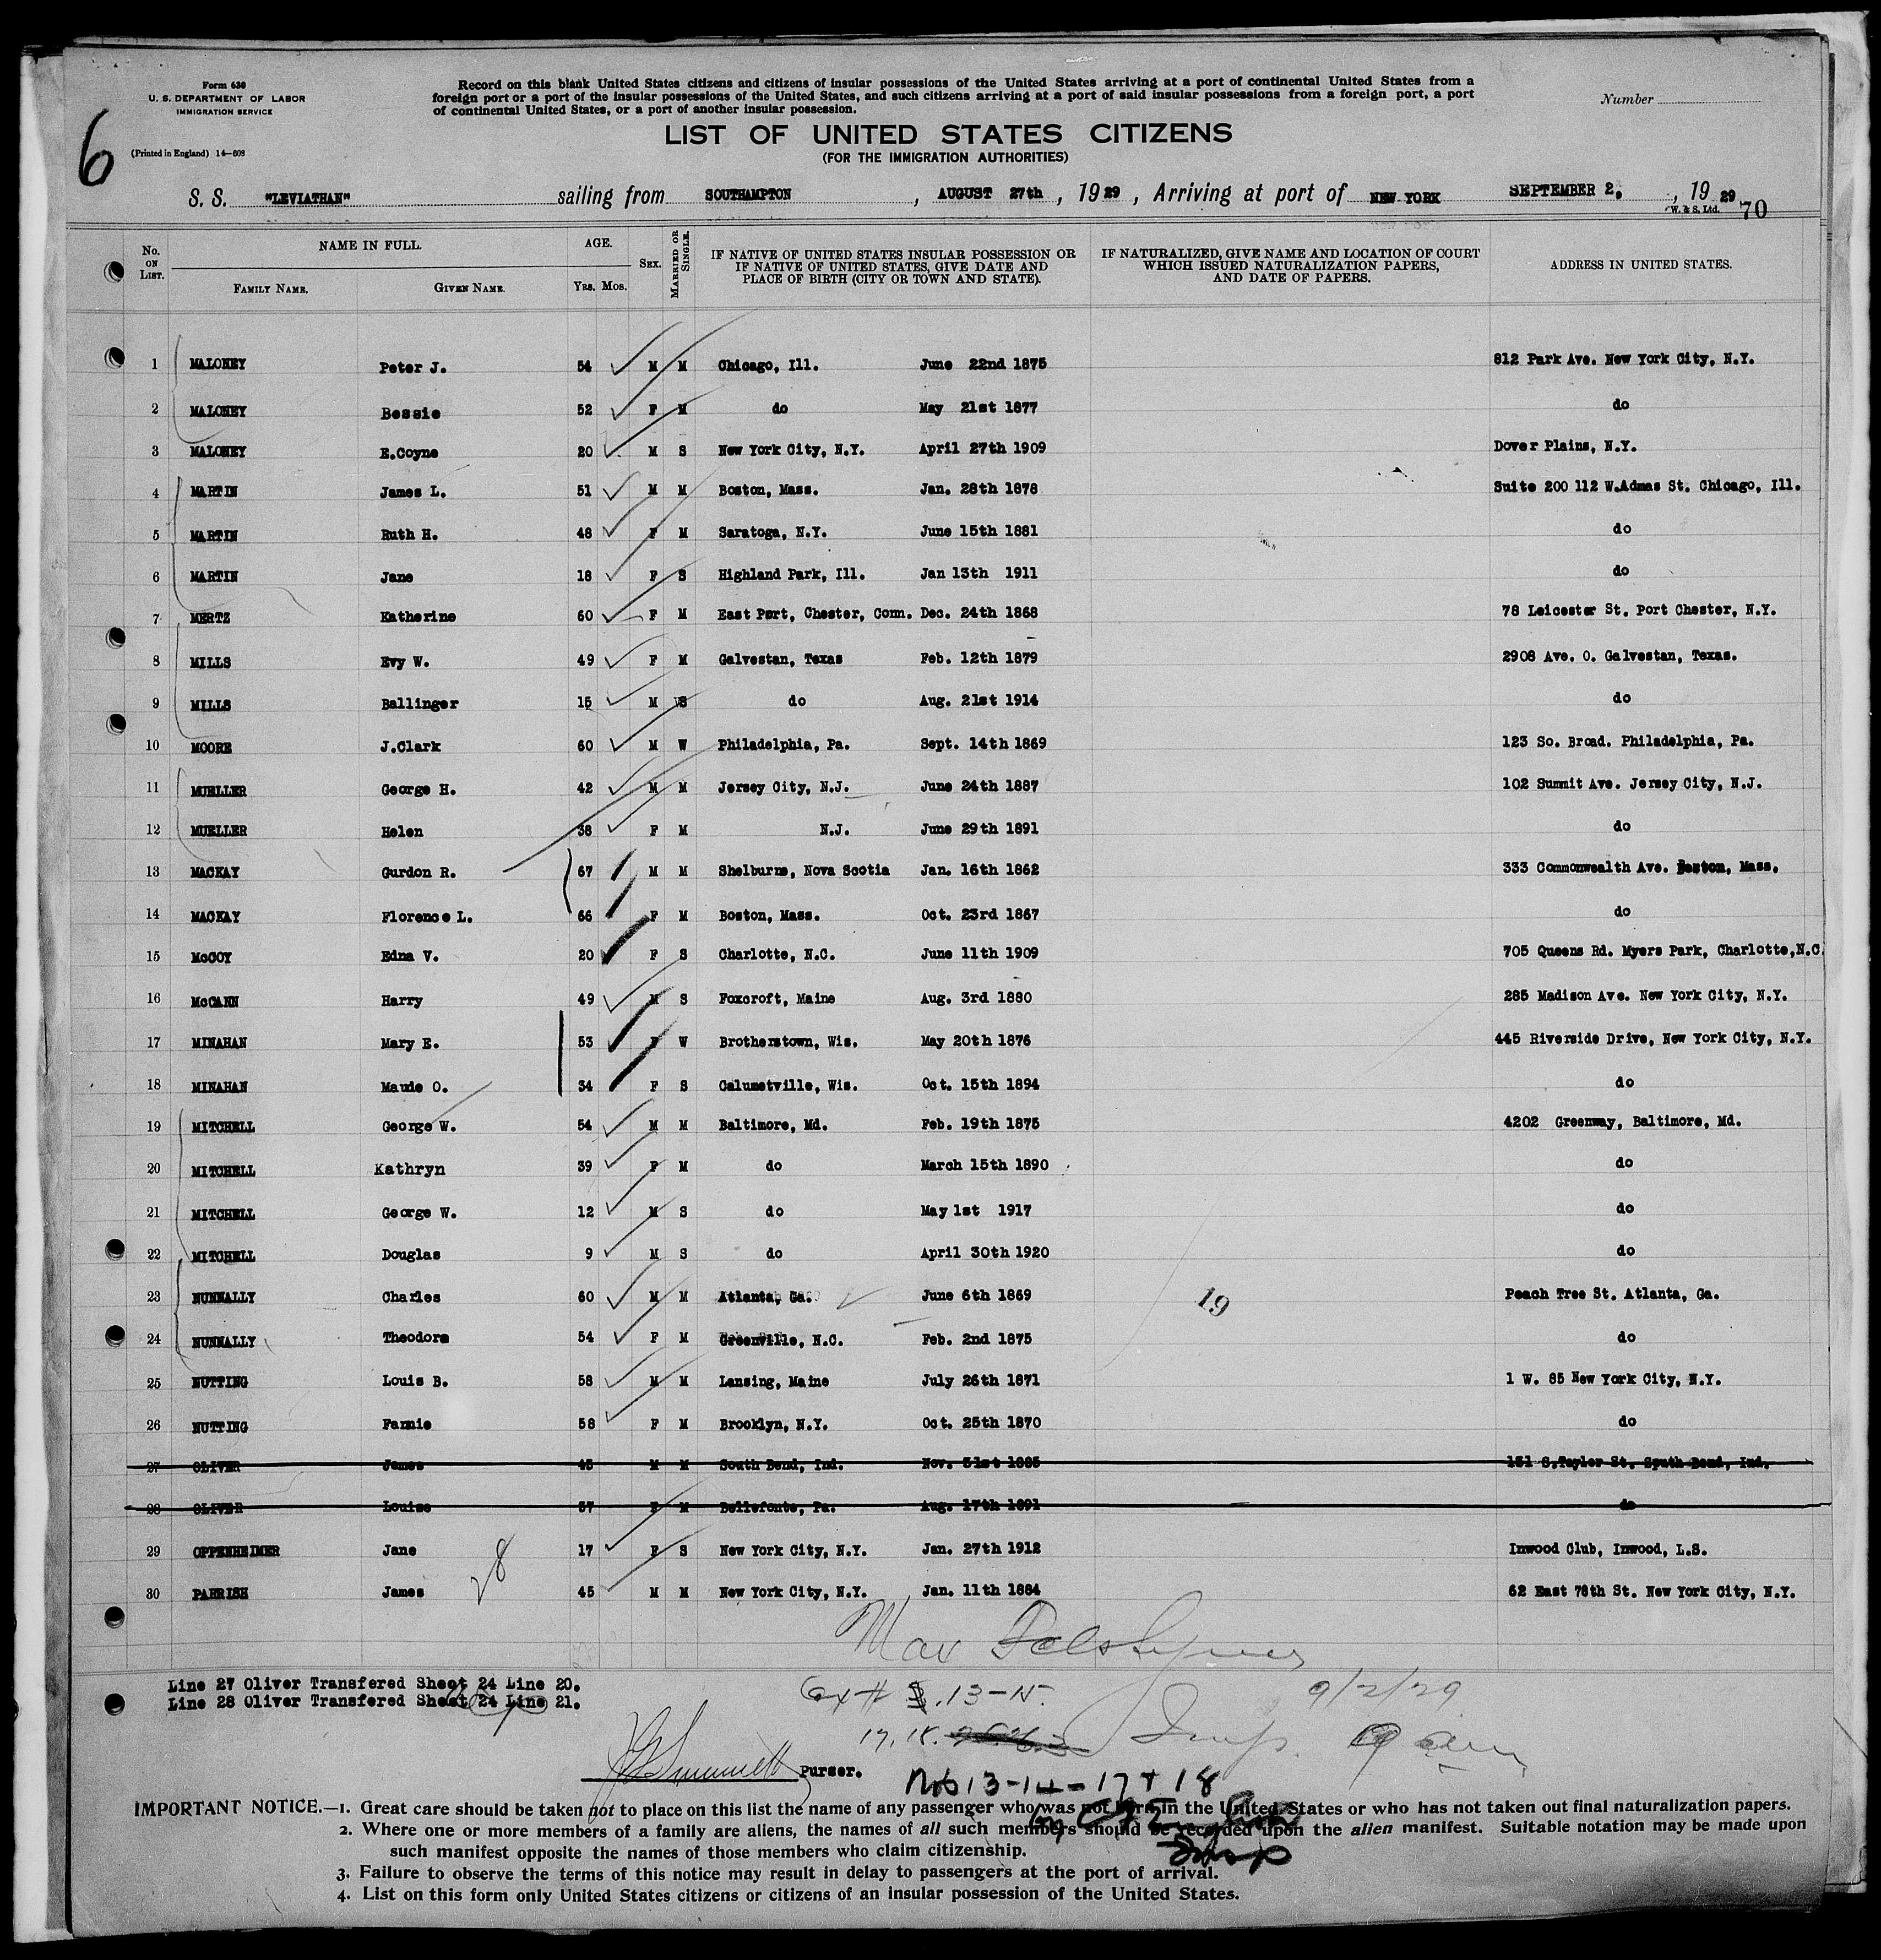 Form 630
U. S. DEPARTMENT OF LABOR
IMMIGRATION SERVICE
(Printed in England) 14—608
6
Record on this blank United States citizens and citizens of insular possessions of the United States arriving at a port of continental United States from a
foreign port or a port of the insular possessions of the United States, and such citizens arriving at a port of said insular possessions from a foreign port, a port
of continental United States, or a port of another insular possession.
Number
LIST OF UNITED STATES CITIZENS
(FOR THE IMMIGRATION AUTHORITIES)
S. S. "LEVIATHAN" sailing from SOUTHAMPTON, AUGUST 27th, 1929, Arriving at port of NEW YORK SEPTEMBER 2, , 1929
W. & S. Ltd. 70
No. ON LIST. NAME IN FULL. FAMILY NAME. GIVEN NAME. AGE. YRS. MOS. SEX. MARRIED OR SINGLE. IF NATIVE OF UNITED STATES INSULAR POSSESSION OR IF NATIVE OF UNITED STATES, GIVE DATE AND PLACE OF BIRTH (CITY OR TOWN AND STATE). IF NATURALIZED, GIVE NAME AND LOCATION OF COURT WHICH ISSUED NATURALIZATION PAPERS, AND DATE OF PAPERS. ADDRESS IN UNITED STATES.
1 MALONEY Peter J. 54 M M Chicago, Ill. June 22nd 1875 812 Park Ave. New York City, N.Y.
2 MALONEY Bessie 52 F M do May 21st 1877 do
3 MALONEY E.Coyne 20 M S New York City, N.Y. April 27th 1909 Dover Plains, N.Y.
4 MARTIN James L. 51 M M Boston, Mass. Jan. 28th 1878 Suite 200 112 W.Admas St. Chicago, Ill.
5 MARTIN Ruth H. 48 F M Saratoga, N.Y. June 15th 1881 do
6 MARTIN Jane 18 F S Highland Park, Ill. Jan 13th 1911 do
7 MERTZ Katherine 60 F M East Port, Chester, Conn. Dec. 24th 1868 78 Leicester St. Port Chester, N.Y.
8 MILLS Evy W. 49 F M Galvestan, Texas Feb. 12th 1879 2908 Ave. O. Galvestan, Texas.
9 MILLS Ballinger 15 M S do Aug. 21st 1914 do
10 MOORE J.Clark 60 M W Philadelphia, Pa. Sept. 14th 1869 123 So. Broad. Philadelphia, Pa.
11 MUELLER George H. 42 M M Jersey City, N.J. June 24th 1887 102 Summit Ave. Jersey City, N.J.
12 MUELLER Helen 38 F M N.J. June 29th 1891 do
13 MACKAY Gurdon R. 67 M M Shelburne, Nova Scotia Jan. 16th 1862 333 Commonwealth Ave. Boston, Mass.
14 MACKAY Florence L. 66 F M Boston, Mass. Oct. 23rd 1867 do
15 McCOY Edna V. 20 F S Charlotte, N.C. June 11th 1909 705 Queens Rd. Myers Park, Charlotte,N.C.
16 McCANN Harry 49 M S Foxcroft, Maine Aug. 3rd 1880 285 Madison Ave. New York City, N.Y.
17 MINAHAN Mary E. 53 F W Brotherstown, Wis. May 20th 1876 445 Riverside Drive, New York City, N.Y.
18 MINAHAN Maude O. 34 F S Calumetville, Wis. Oct. 15th 1894 do
19 MITCHELL George W. 54 M M Baltimore, Md. Feb. 19th 1875 4202 Greenway, Baltimore, Md.
20 MITCHELL Kathryn 39 F M do March 15th 1890 do
21 MITCHELL George W. 12 M S do May 1st 1917 do
22 MITCHELL Douglas 9 M S do April 30th 1920 do
23 NUNNALLY Charles 60 M M Atlanta, Ga. June 6th 1869 19 Peach Tree St. Atlanta, Ga.
24 NUNNALLY Theodora 54 F M Greenville, N.C. Feb. 2nd 1875 do
25 NUTTING Louis B. 58 M M Lansing, Maine July 26th 1871 1 W. 85 New York City, N.Y.
26 NUTTING Fannie 58 F M Brooklyn, N.Y. Oct. 25th 1870 do
27 OLIVER James 43 M M South Bend, Ind. Nov. 31st 1885 131 S.Taylor St. South Bend, Ind.
28 OLIVER Louise 37 F M Bellefonte, Pa. Aug. 17th 1891 do
29 OPPENHEIMER Jane 17 F S New York City, N.Y. Jan. 27th 1912 Inwood Club, Inwood, L.S.
30 PARRISH James 28 45 M M New York City, N.Y. Jan. 11th 1884 62 East 78th St. New York City, N.Y.
Max
Line 27 Oliver Transfered Sheet 24 Line 20.
Line 28 Oliver Transfered Sheet 24 Line 21.
13-15.
9/2/29
17, 18.
Insp.
Purser.
No 13-14-17+18
by
Insp
IMPORTANT NOTICE.—1. Great care should be taken not to place on this list the name of any passenger who was not born in the United States or who has not taken out final naturalization papers.
2. Where one or more members of a family are aliens, the names of all such members should be recorded upon the alien manifest. Suitable notation may be made upon
such manifest opposite the names of those members who claim citizenship.
3. Failure to observe the terms of this notice may result in delay to passengers at the port of arrival.
4. List on this form only United States citizens or citizens of an insular possession of the United States.